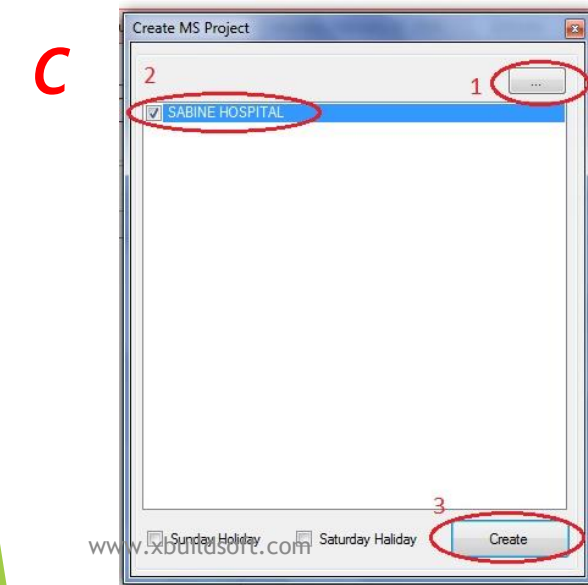 Create MS Project
C
2
1
...
SABINE HOSPITAL
3
Sunday Holiday Saturday Haliday Create
www.xbuildsoft.com